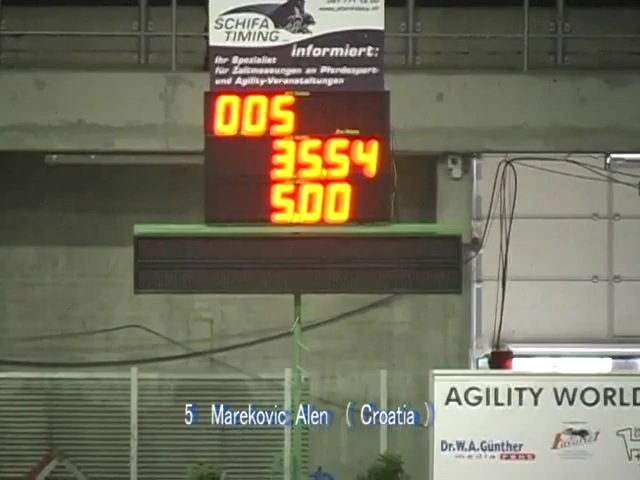 SCHIFA
TIMING
informiert:
Ihr Spezialist
für Zeitmessungen an Pferdesport-
und Agility-Veranstaltungen
005
35.54
5.00
5 Marekovic Alen (Croatia)
AGILITY WORLD
Dr.W.A.Günther
media FABS